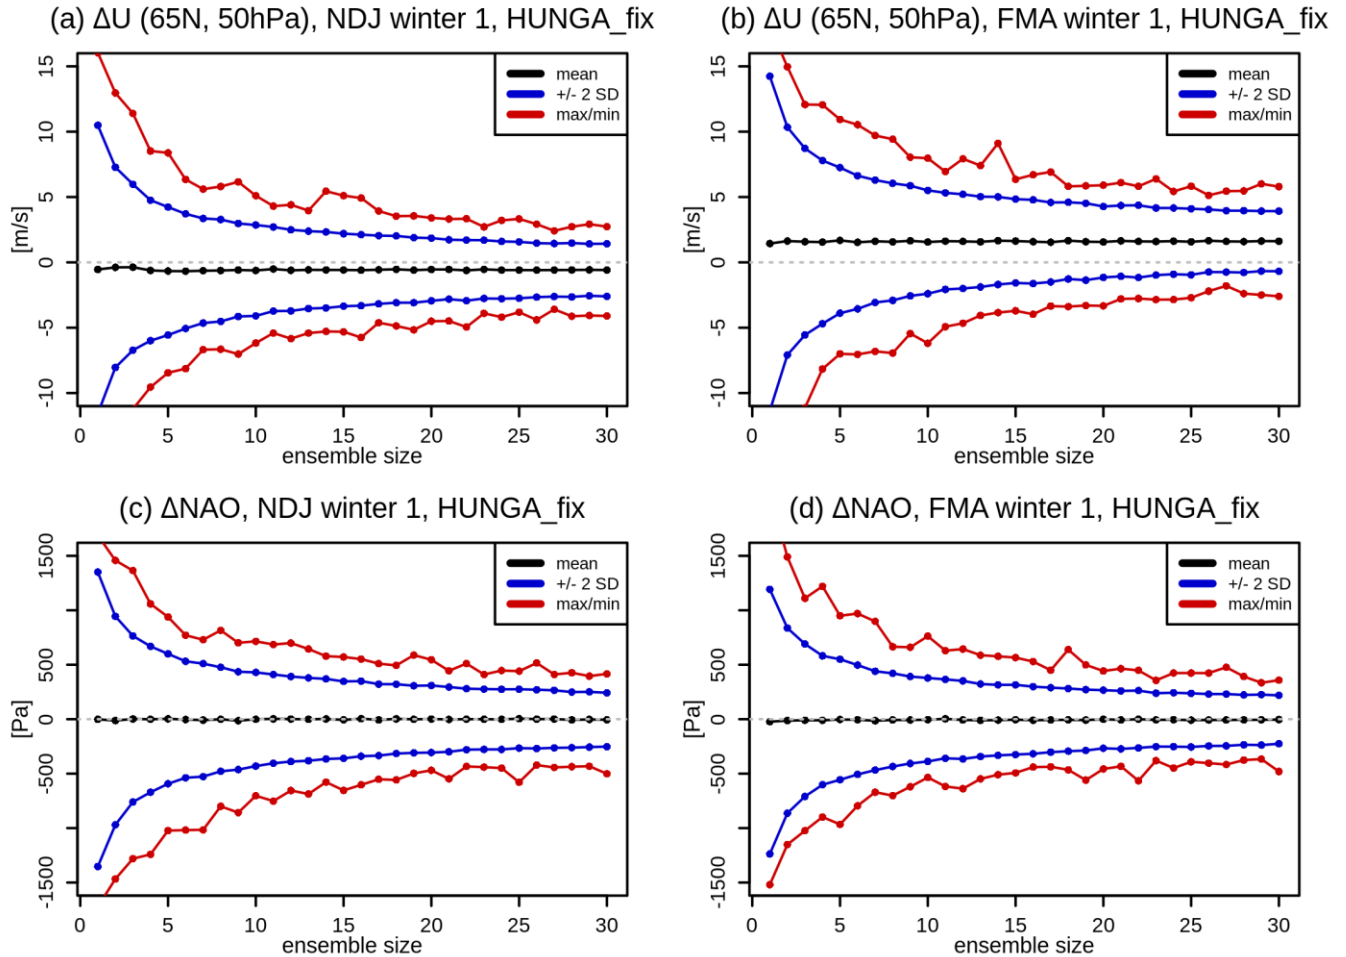 (a) ΔU (65N, 50hPa), NDJ winter 1, HUNGA_fix
15
10
5
0
-5
-10
[m/s]
mean
+/- 2 SD
max/min
0 5 10 15 20 25 30
ensemble size
(b) ΔU (65N, 50hPa), FMA winter 1, HUNGA_fix
15
10
5
0
-5
-10
[m/s]
mean
+/- 2 SD
max/min
0 5 10 15 20 25 30
ensemble size
(c) ΔNAO, NDJ winter 1, HUNGA_fix
1500
500
0
-500
-1500
[Pa]
mean
+/- 2 SD
max/min
0 5 10 15 20 25 30
ensemble size
(d) ΔNAO, FMA winter 1, HUNGA_fix
1500
500
0
-500
-1500
[Pa]
mean
+/- 2 SD
max/min
0 5 10 15 20 25 30
ensemble size